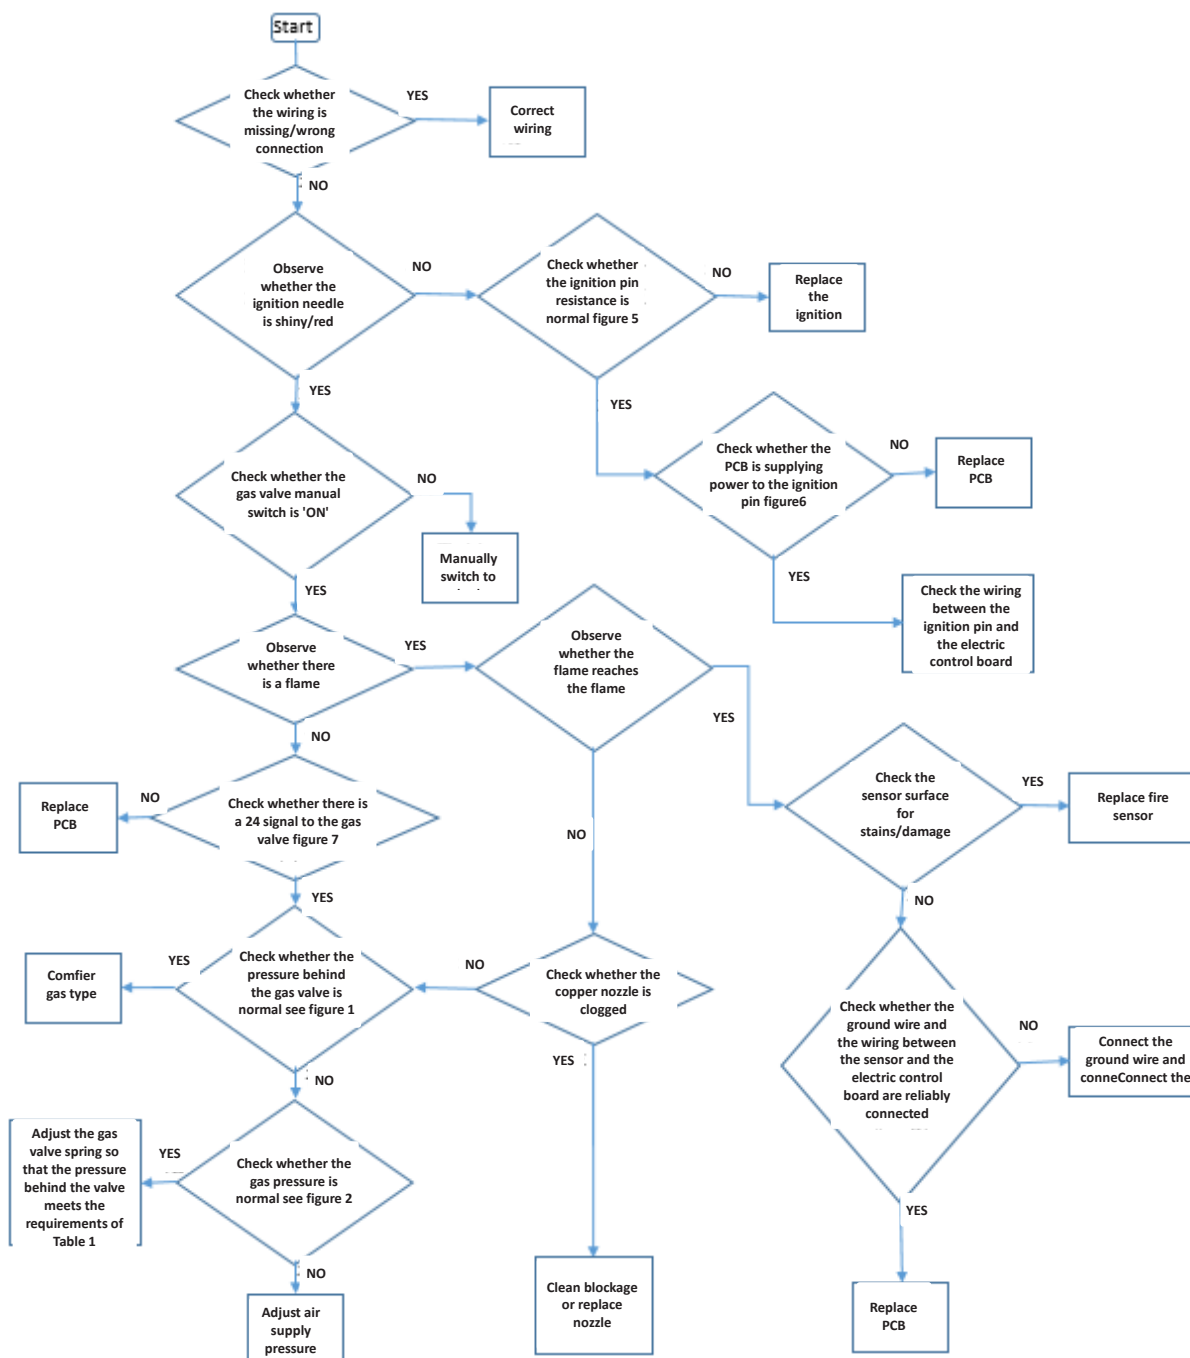 Start
Check whether
the wiring is
missing/wrong
connection
YES
Correct
wiring
NO
Observe
whether the
ignition needle
is shiny/red
NO
Check whether
the ignition pin
resistance is
normal figure 5
NO
Replace
the
ignition
YES
YES
Check whether the
gas valve manual
switch is 'ON'
NO
Manually
switch to
Check whether the
PCB is supplying
power to the ignition
pin figure6
NO
Replace
PCB
YES
Check the wiring
between the
ignition pin and
the electric
control board
YES
Observe
whether there
is a flame
YES
Observe
whether the
flame reaches
the flame
YES
NO
Check whether there is
a 24 signal to the gas
valve figure 7
NO
Replace
PCB
NO
Check the
sensor surface
for
stains/damage
YES
Replace fire
sensor
NO
YES
Check whether the
pressure behind
the gas valve is
normal see figure 1
YES
Comfier
gas type
NO
Check whether the
copper nozzle is
clogged
YES :
Check whether the
ground wire and
the wiring between
the sensor and the
electric control
board are reliably
connected
NO
Connect the
ground wire and
conneConnect the
NO
Check whether the
gas pressure is
normal see figure 2
YES
Adjust the gas
valve spring so
that the pressure
behind the valve
meets the
requirements of
Table 1
NO
Adjust air
supply
pressure
Clean blockage
or replace
nozzle
YES
Replace
PCB